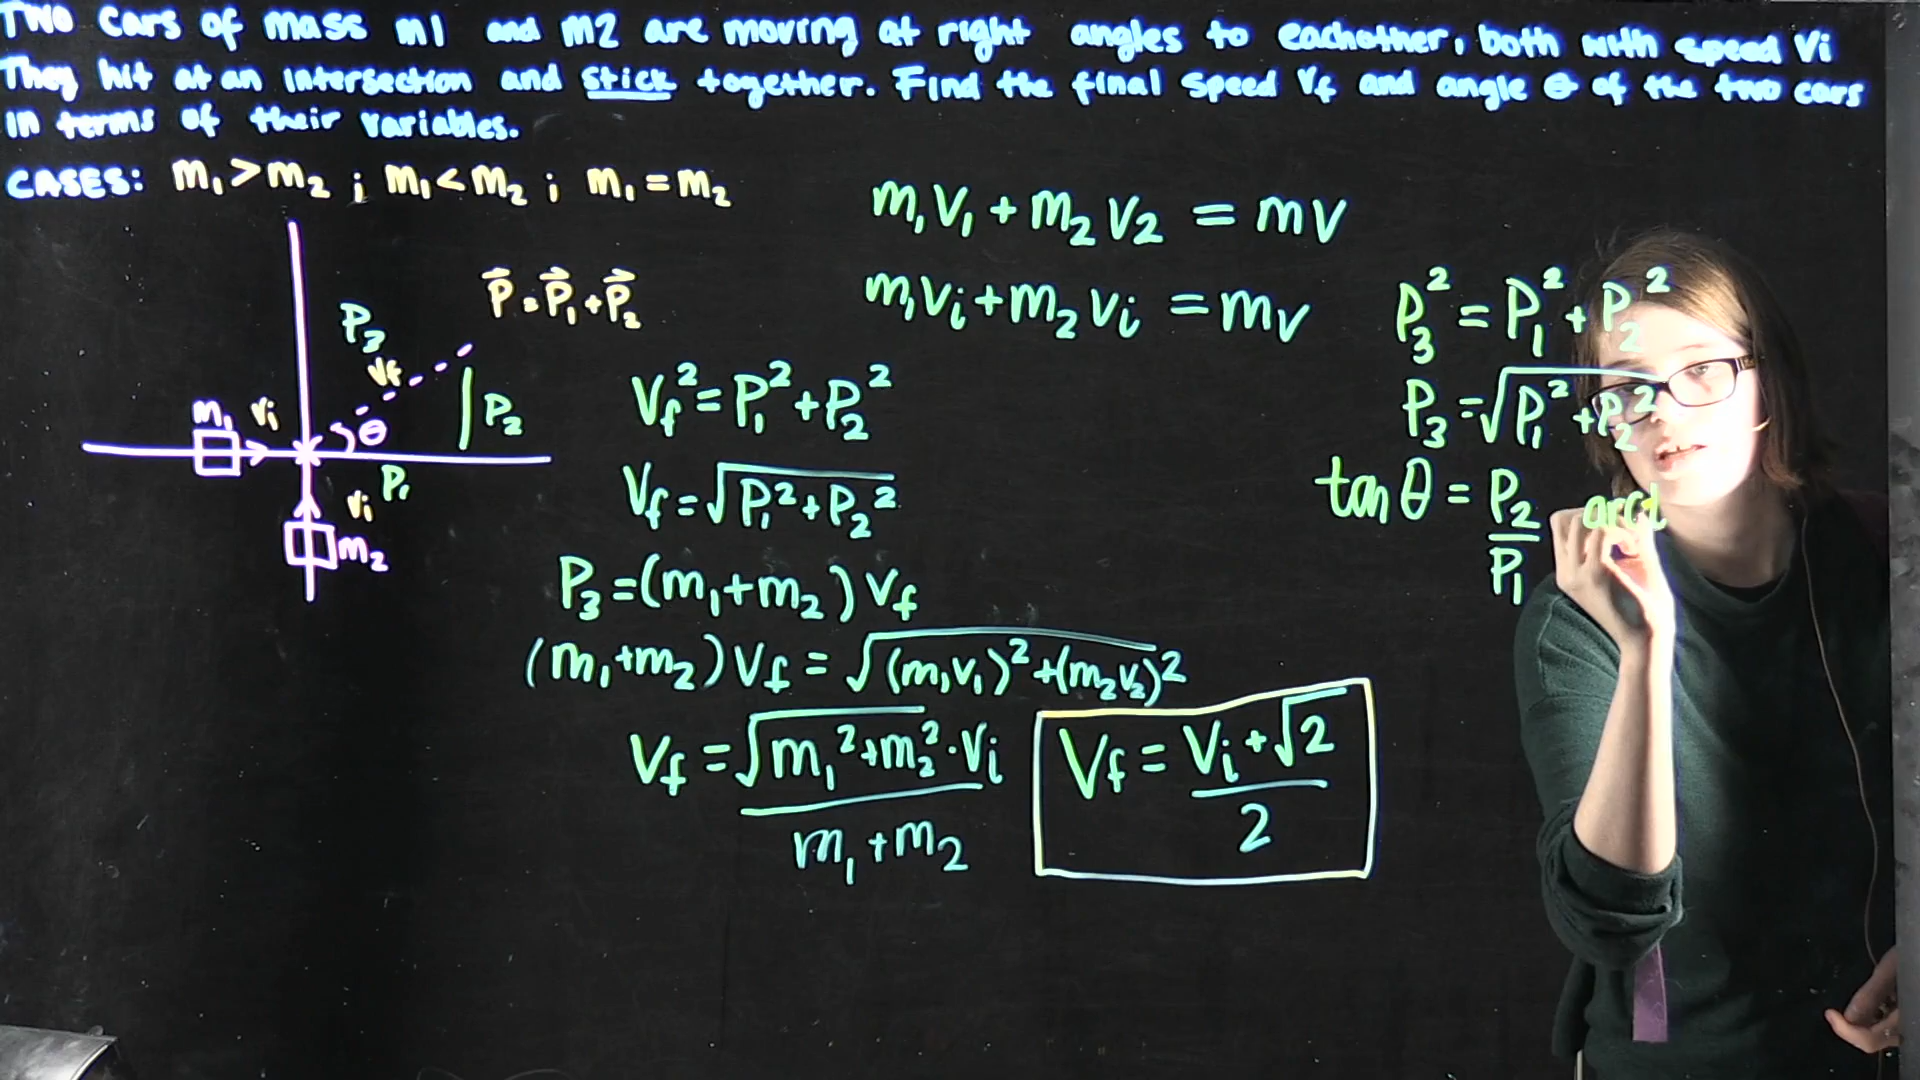 Two cars of mass m1 and m2 are moving at right angles to eachother, both with speed Vi
They hit at an intersection and stick together. Find the final speed Vf and angle θ of the two cars
in terms of their variables.
CASES: m₁>m₂ ; m₁<m₂ ; m₁=m₂
m₁V₁+m₂V₂ = mV
m₁Vi+m₂Vi = mV
P⃗=P⃗₁+P⃗₂
P₃
Vf
P₂
m₁ Vi
θ
P₁
Vi
m₂
Vf²=P₁²+P₂²
Vf=√P₁²+P₂²
P₃=(m₁+m₂)Vf
(m₁+m₂)Vf=√(m₁V₁)²+(m₂V₂)²
Vf=√m₁²+m₂²·Vi
m₁+m₂
Vf=Vi+√2
2
P₃²=P₁²+P₂²
P₃=√P₁²+P₂²
tan θ = P₂ arct
P₁